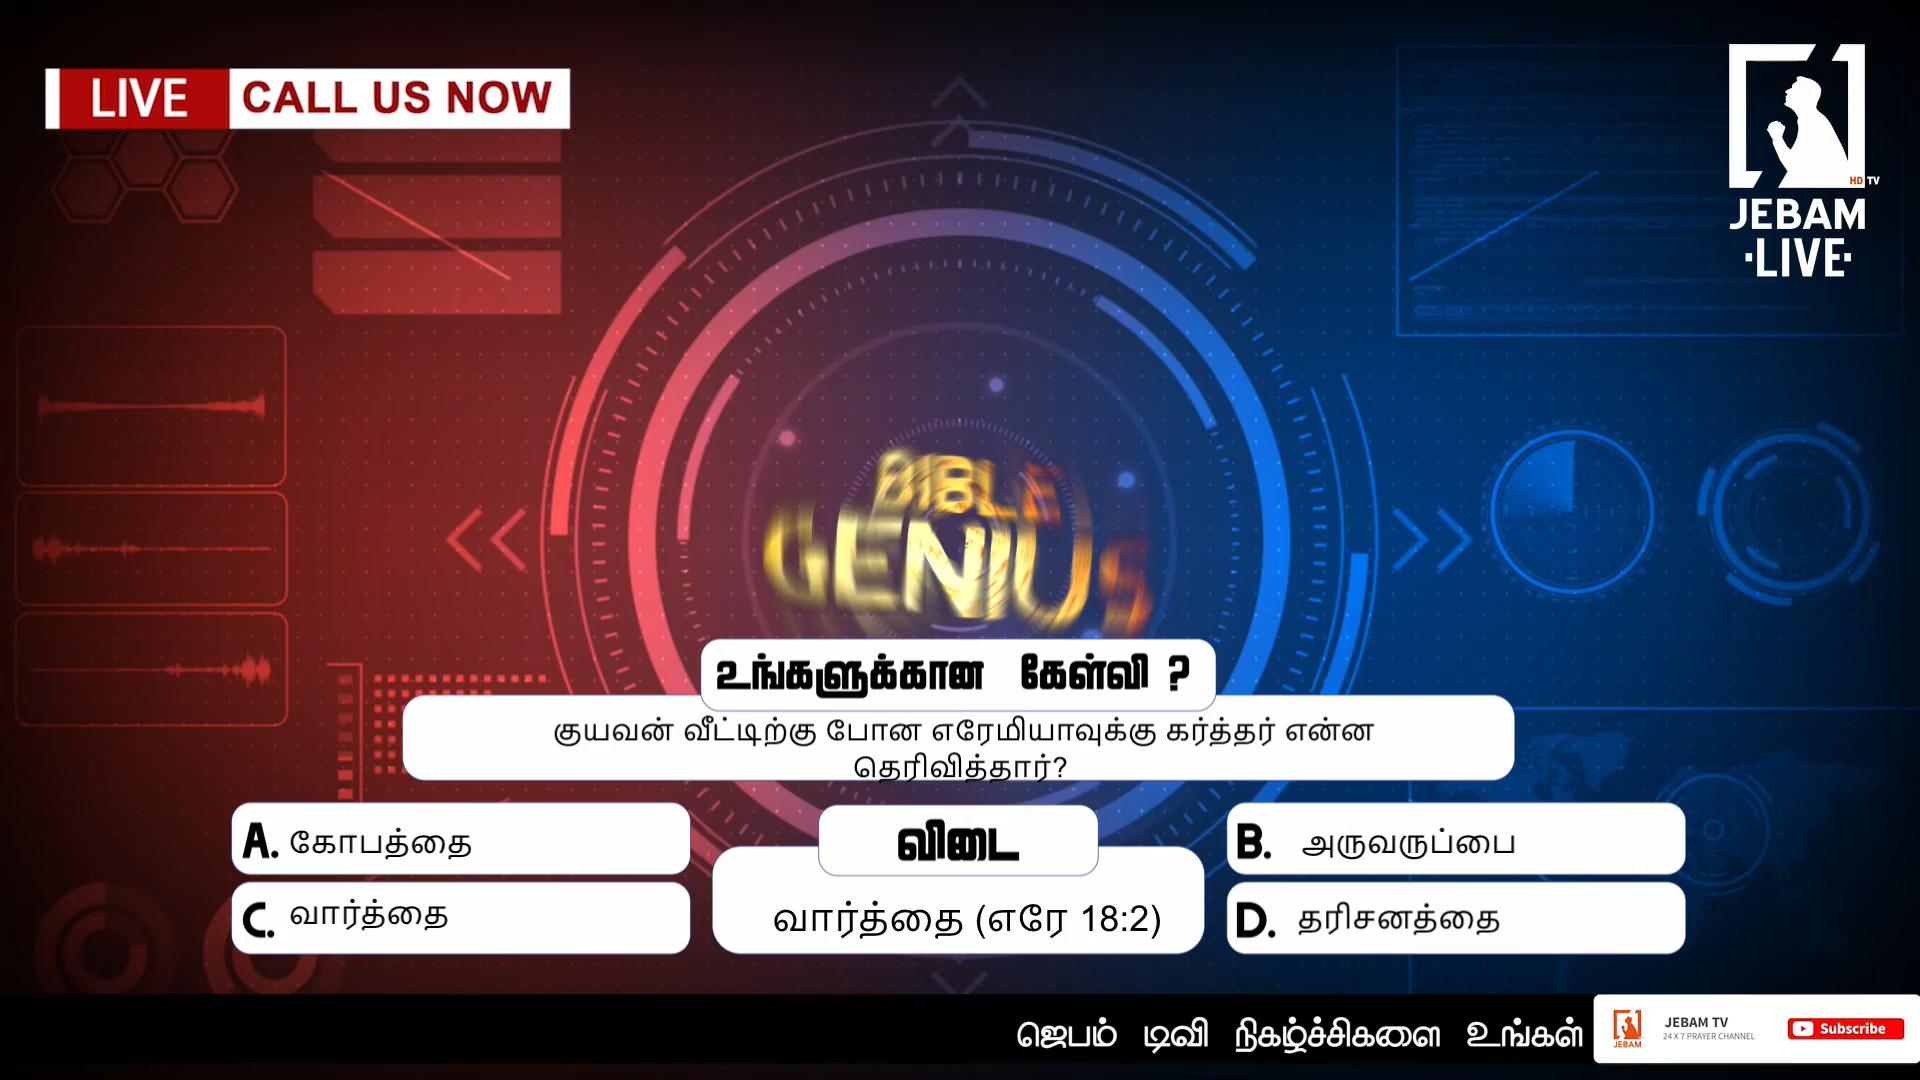 LIVE CALL US NOW
HD TV
JEBAM
·LIVE·
BIBLE
GENIUS
உங்களுக்கான கேள்வி ?
குயவன் வீட்டிற்கு போன எரேமியாவுக்கு கர்த்தர் என்ன
தெரிவித்தார்?
A. கோபத்தை
விடை
B. அருவருப்பை
C. வார்த்தை
வார்த்தை (எரே 18:2)
D. தரிசனத்தை
ஜெபம் டிவி நிகழ்ச்சிகளை உங்கள்
JEBAM
JEBAM TV
24 X 7 PRAYER CHANNEL
Subscribe